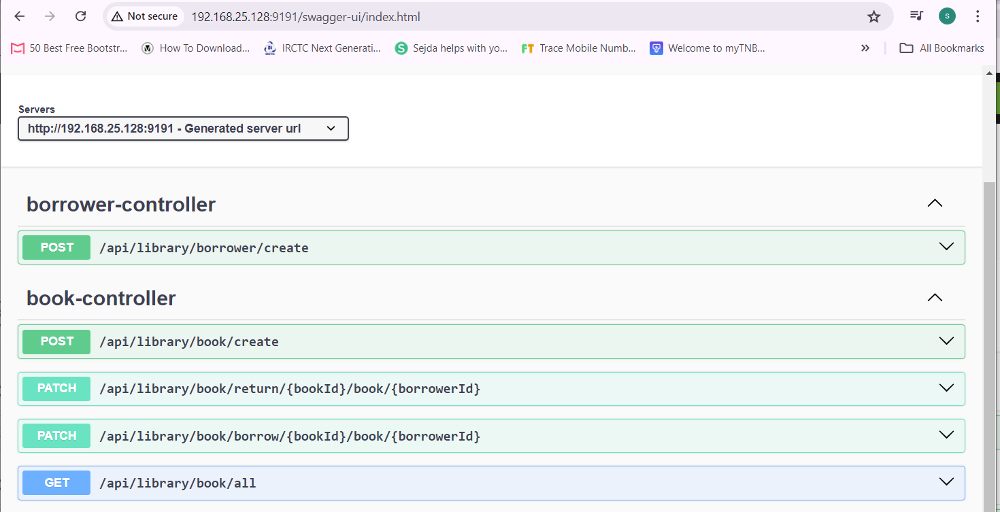 Not secure 192.168.25.128:9191/swagger-ui/index.html S
50 Best Free Bootstr... How To Download... IRCTC Next Generati... S Sejda helps with yo... FT Trace Mobile Numb... Welcome to myTNB... » All Bookmarks
Servers
http://192.168.25.128:9191 - Generated server url
borrower-controller
POST /api/library/borrower/create
book-controller
POST /api/library/book/create
PATCH /api/library/book/return/{bookId}/book/{borrowerId}
PATCH /api/library/book/borrow/{bookId}/book/{borrowerId}
GET /api/library/book/all